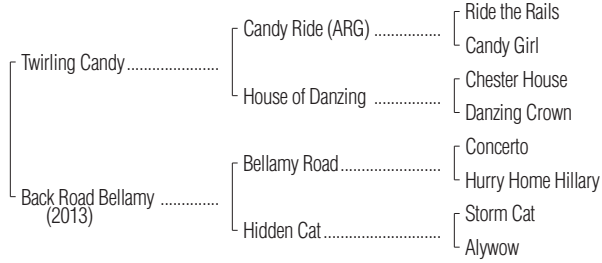 Ride the Rails
Candy Ride (ARG) ................
Candy Girl
Twirling Candy......................
Chester House
House of Danzing ................
Danzing Crown
Concerto
Bellamy Road........................
Hurry Home Hillary
Back Road Bellamy ..............
(2013)
Storm Cat
Hidden Cat............................
Alywow